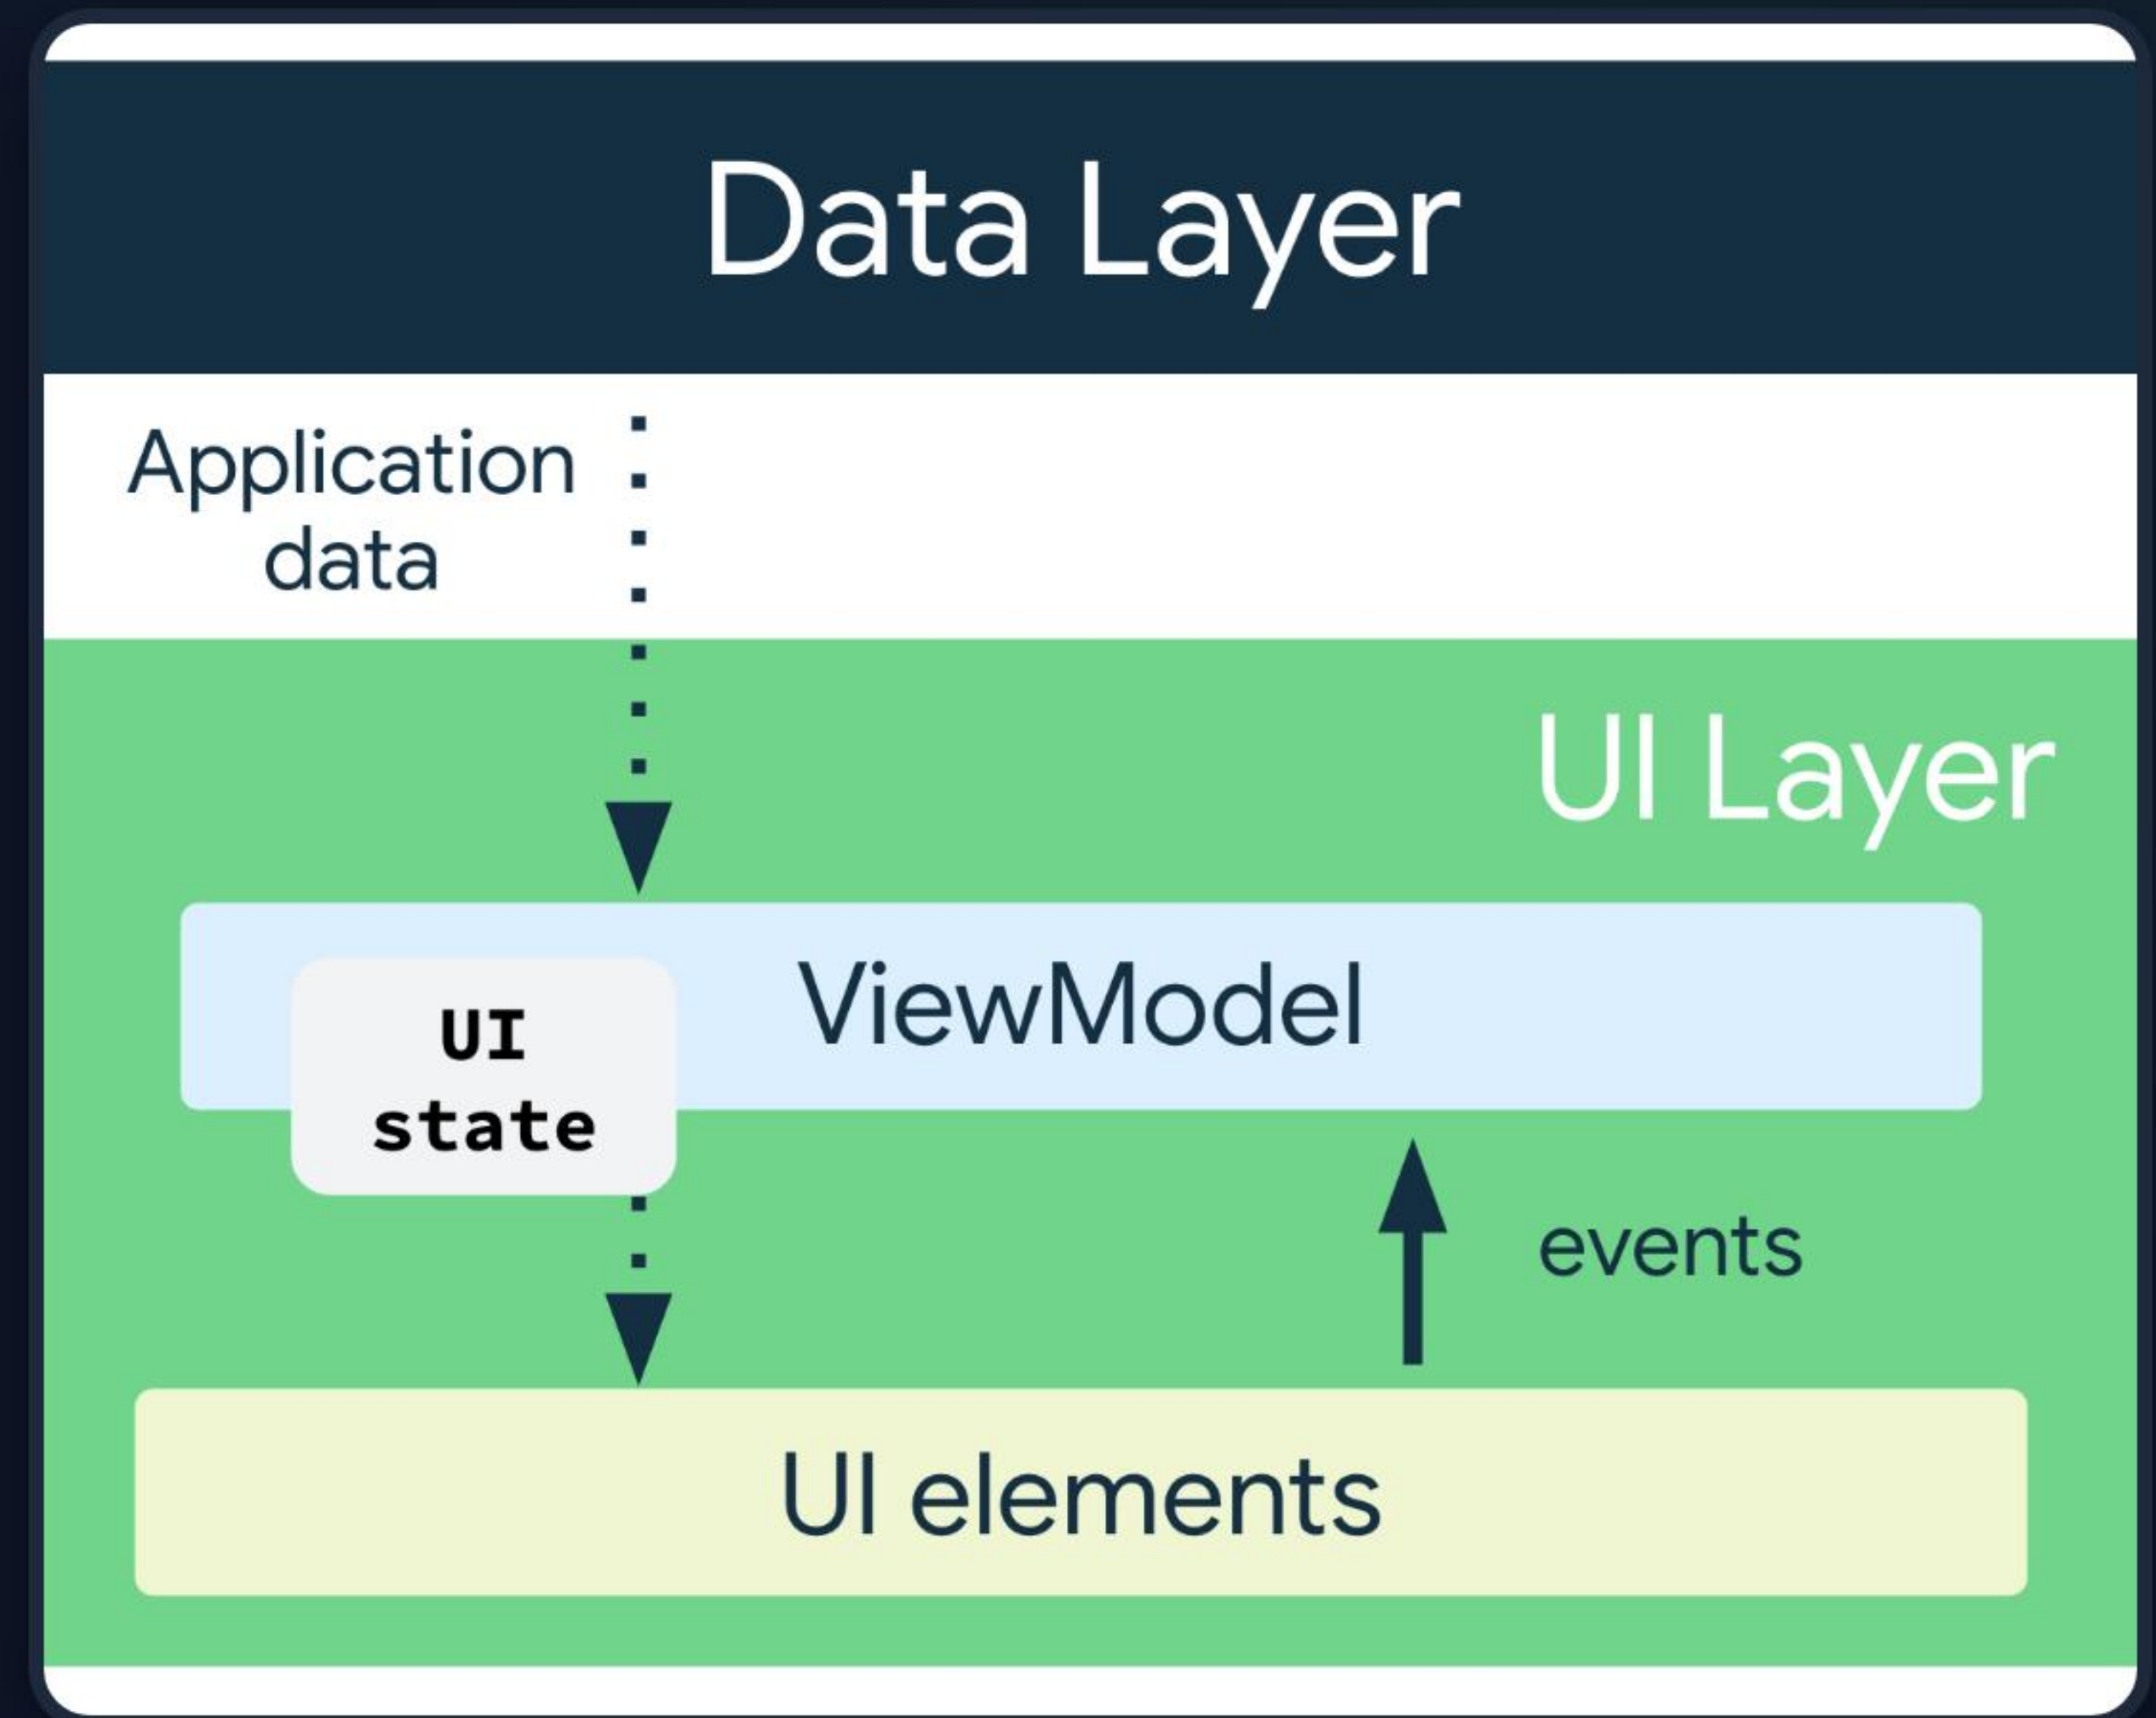 Data Layer
Application
data
UI Layer
ViewModel
UI
state
events
UI elements